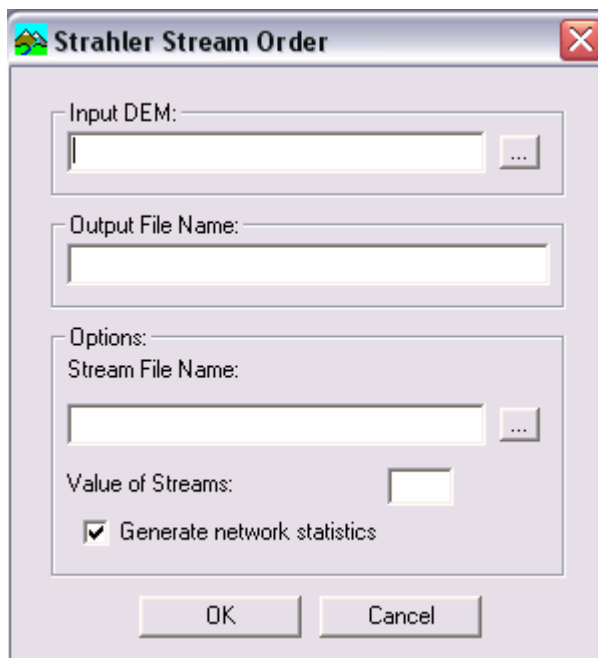 Strahler Stream Order
Input DEM:
...
Output File Name:
Options:
Stream File Name:
...
Value of Streams:
Generate network statistics
OK Cancel